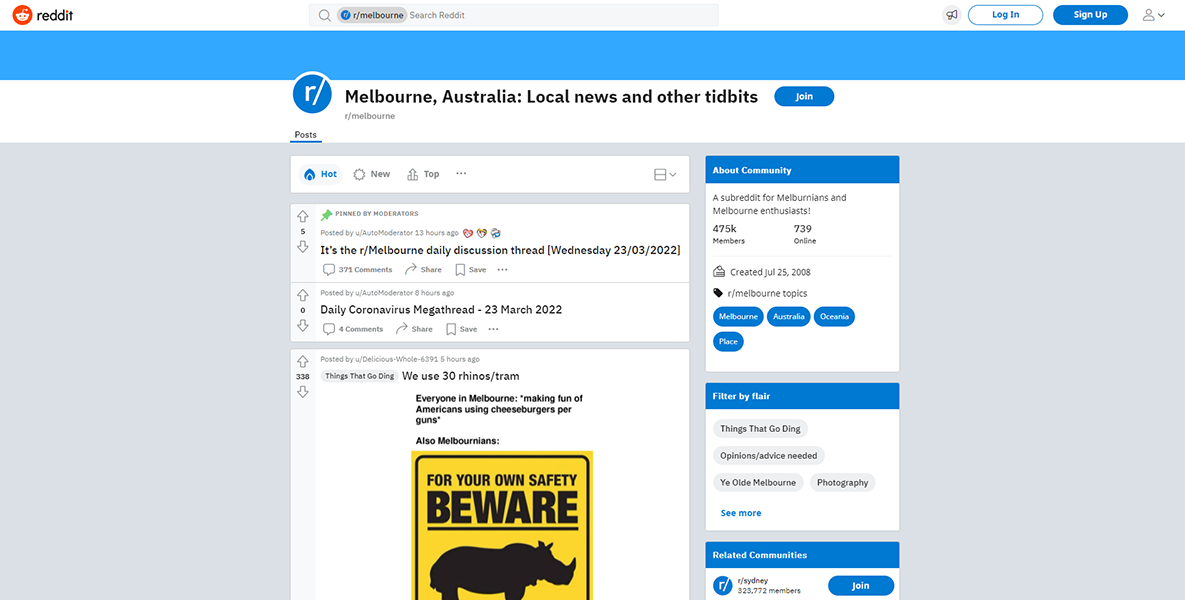 reddit
r/melbourne Search Reddit
Log In
Sign Up
r/
Melbourne, Australia: Local news and other tidbits
Join
r/melbourne
Posts
Hot
New
Top
PINNED BY MODERATORS
5
Posted by u/AutoModerator 13 hours ago
It's the r/Melbourne daily discussion thread [Wednesday 23/03/2022]
371 Comments
Share
Save
Posted by u/AutoModerator 8 hours ago
0
Daily Coronavirus Megathread - 23 March 2022
4 Comments
Share
Save
Posted by u/Delicious-Whole-6391 5 hours ago
338
Things That Go Ding We use 30 rhinos/tram
Everyone in Melbourne: *making fun of
Americans using cheeseburgers per
guns*
Also Melbournians:
FOR YOUR OWN SAFETY
BEWARE
About Community
A subreddit for Melburnians and
Melbourne enthusiasts!
475k
739
Members
Online
Created Jul 25, 2008
r/melbourne topics
Melbourne
Australia
Oceania
Place
Filter by flair
Things That Go Ding
Opinions/advice needed
Ye Olde Melbourne
Photography
See more
Related Communities
r/
r/sydney
323,772 members
Join